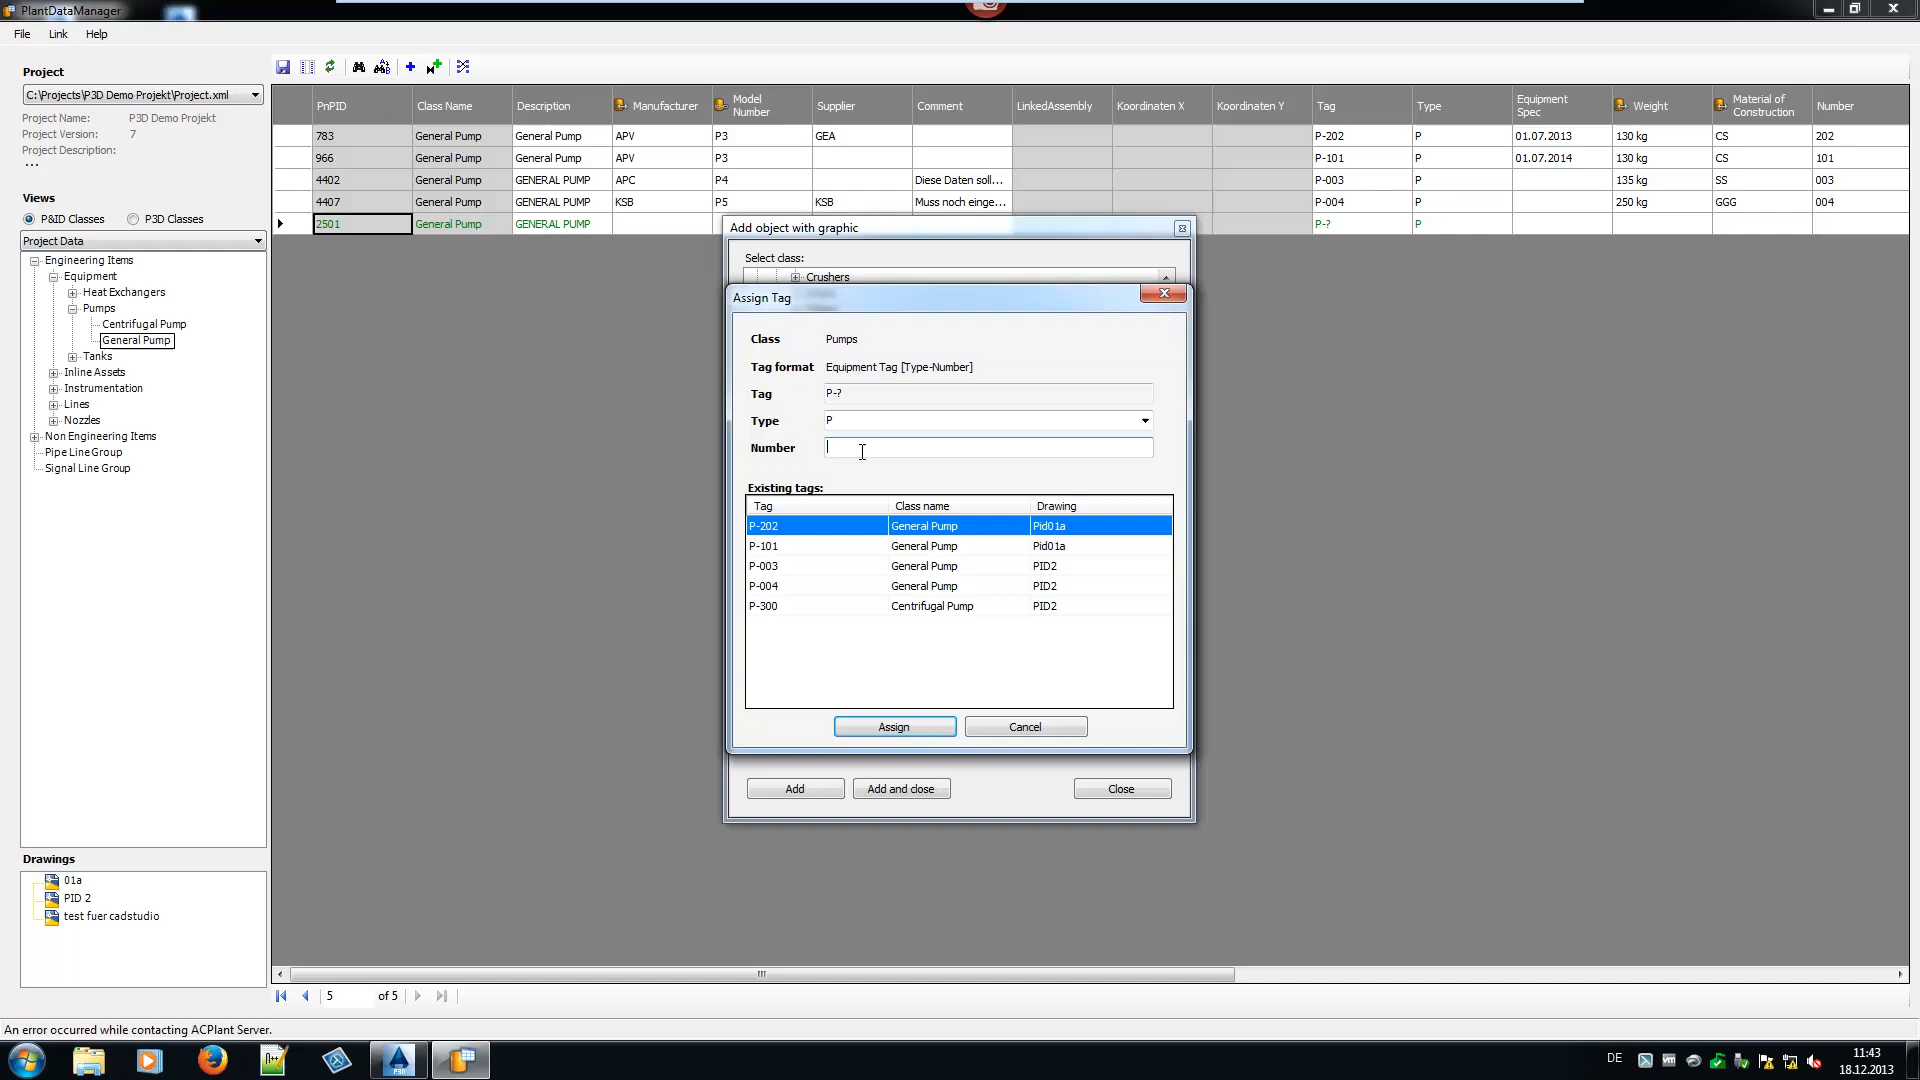 PlantDataManager
File Link Help
Project
C:\Projects\P3D Demo Projekt\Project.xml
Project Name: P3D Demo Projekt
Project Version: 7
Project Description:
...
Views
P&ID Classes P3D Classes
Project Data
Engineering Items
Equipment
Heat Exchangers
Pumps
Centrifugal Pump
General Pump
Tanks
Inline Assets
Instrumentation
Lines
Nozzles
Non Engineering Items
Pipe Line Group
Signal Line Group
Drawings
01a
PID 2
test fuer cadstudio
PnPID Class Name Description Manufacturer Model Number Supplier Comment LinkedAssembly Koordinaten X Koordinaten Y Tag Type Equipment Spec Weight Material of Construction Number
783 General Pump General Pump APV P3 GEA P-202 P 01.07.2013 130 kg CS 202
966 General Pump General Pump APV P3 P-101 P 01.07.2014 130 kg CS 101
4402 General Pump GENERAL PUMP APC P4 Diese Daten soll... P-003 P 135 kg SS 003
4407 General Pump GENERAL PUMP KSB P5 KSB Muss noch einge... P-004 P 250 kg GGG 004
2501 General Pump GENERAL PUMP P-? P
Add object with graphic
Select class:
Crushers
Assign Tag
Class Pumps
Tag format Equipment Tag [Type-Number]
Tag P-?
Type P
Number
Existing tags:
Tag Class name Drawing
P-202 General Pump Pid01a
P-101 General Pump Pid01a
P-003 General Pump PID2
P-004 General Pump PID2
P-300 Centrifugal Pump PID2
Assign Cancel
Add Add and close Close
5 of 5
An error occurred while contacting ACPlant Server.
DE
11:43
18.12.2013